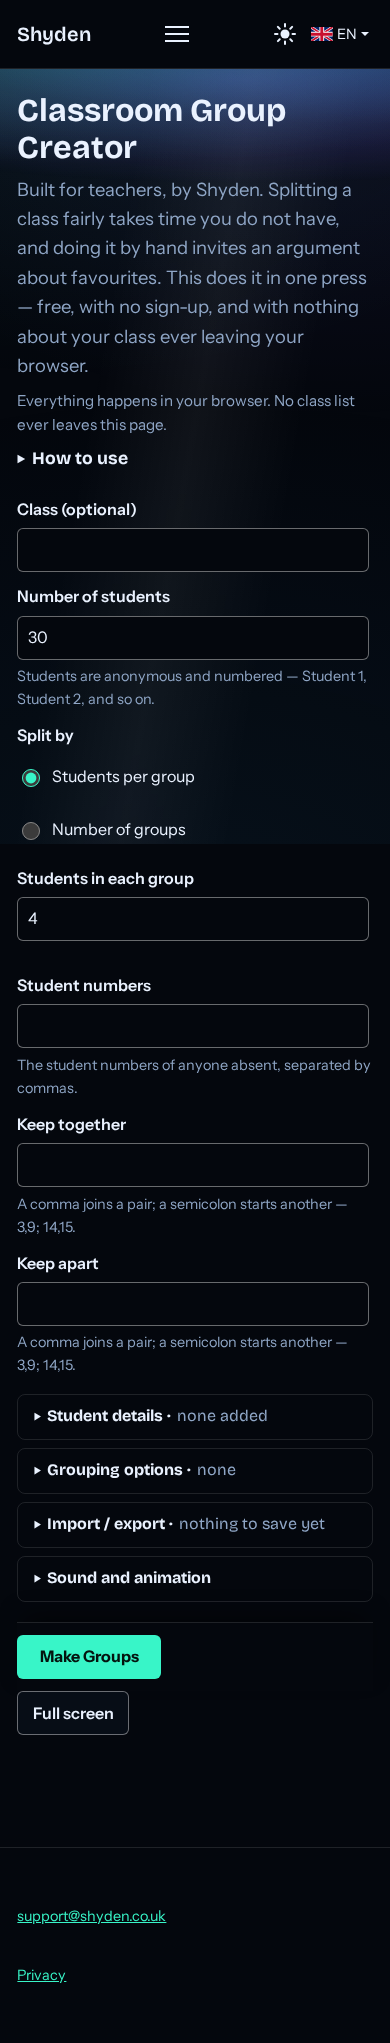 Shyden
EN
Classroom Group
Creator
Built for teachers, by Shyden. Splitting a
class fairly takes time you do not have,
and doing it by hand invites an argument
about favourites. This does it in one press
— free, with no sign-up, and with nothing
about your class ever leaving your
browser.
Everything happens in your browser. No class list
ever leaves this page.
How to use
Class (optional)
Number of students
30
Students are anonymous and numbered — Student 1,
Student 2, and so on.
Split by
Students per group
Number of groups
Students in each group
4
Student numbers
The student numbers of anyone absent, separated by
commas.
Keep together
A comma joins a pair; a semicolon starts another —
3,9; 14,15.
Keep apart
A comma joins a pair; a semicolon starts another —
3,9; 14,15.
Student details · none added
Grouping options · none
Import / export · nothing to save yet
Sound and animation
Make Groups
Full screen
support@shyden.co.uk
Privacy